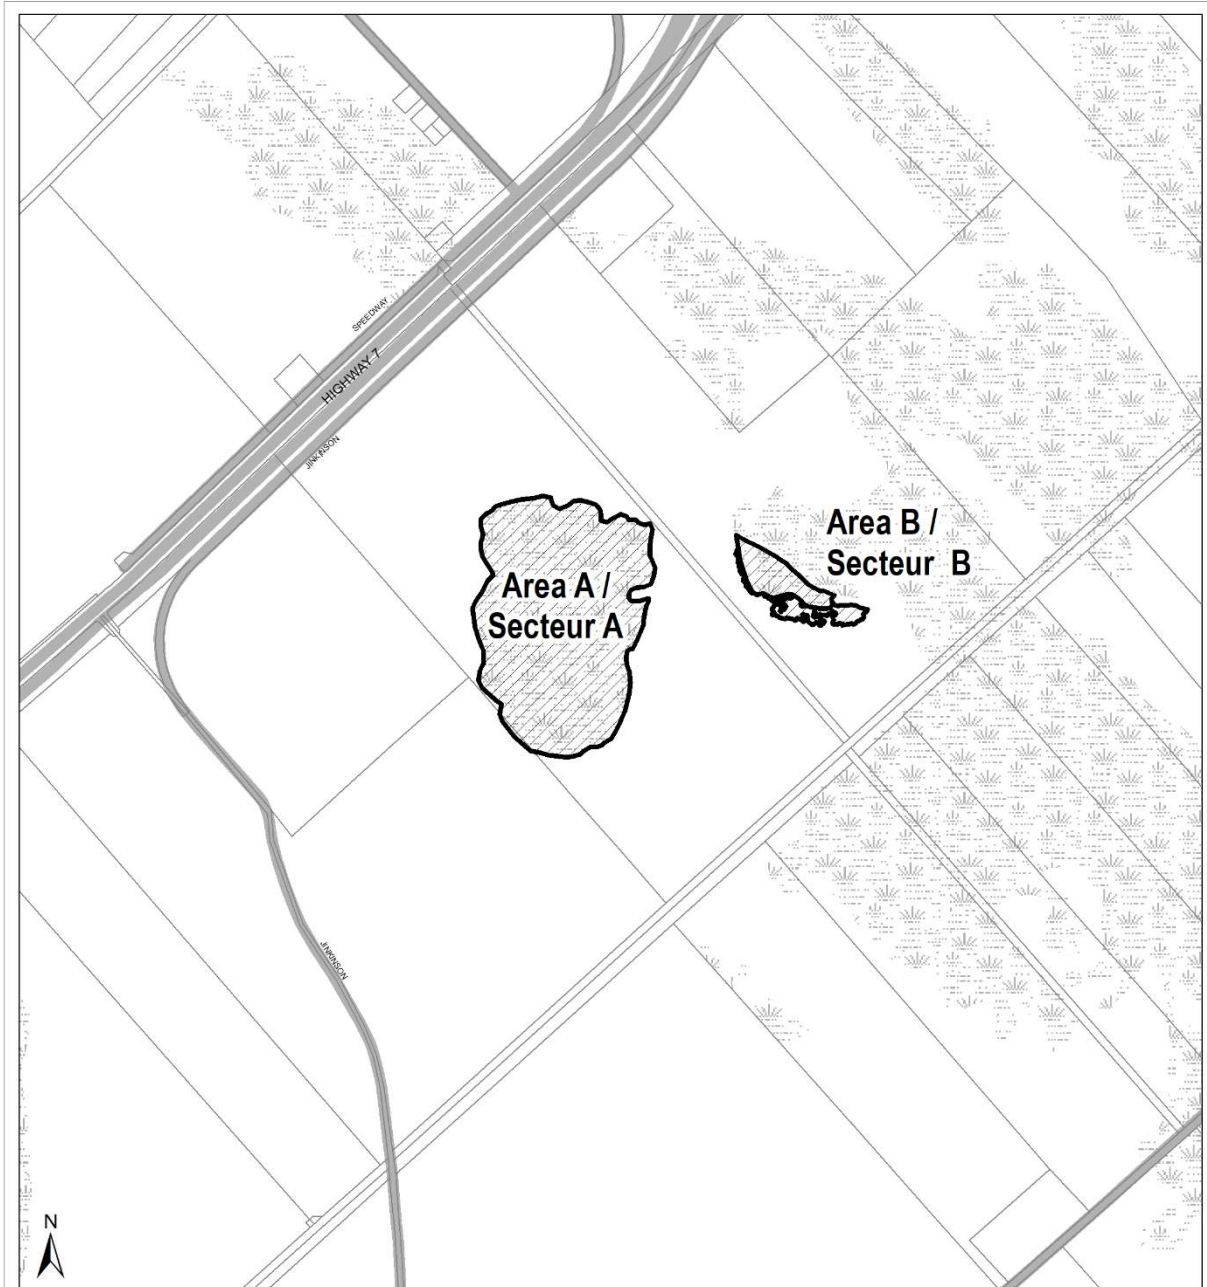 SPEEDWAY
HIGHWAY 7
JINKINSON
Area A /
Secteur A
Area B /
Secteur B
JINKINSON
N